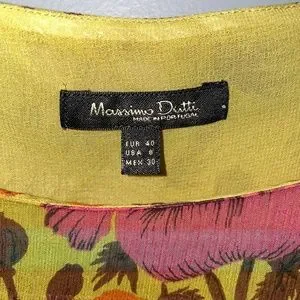 Massimo Dutti
MADE IN PORTUGAL
EUR 40
USA 8
MEX 30